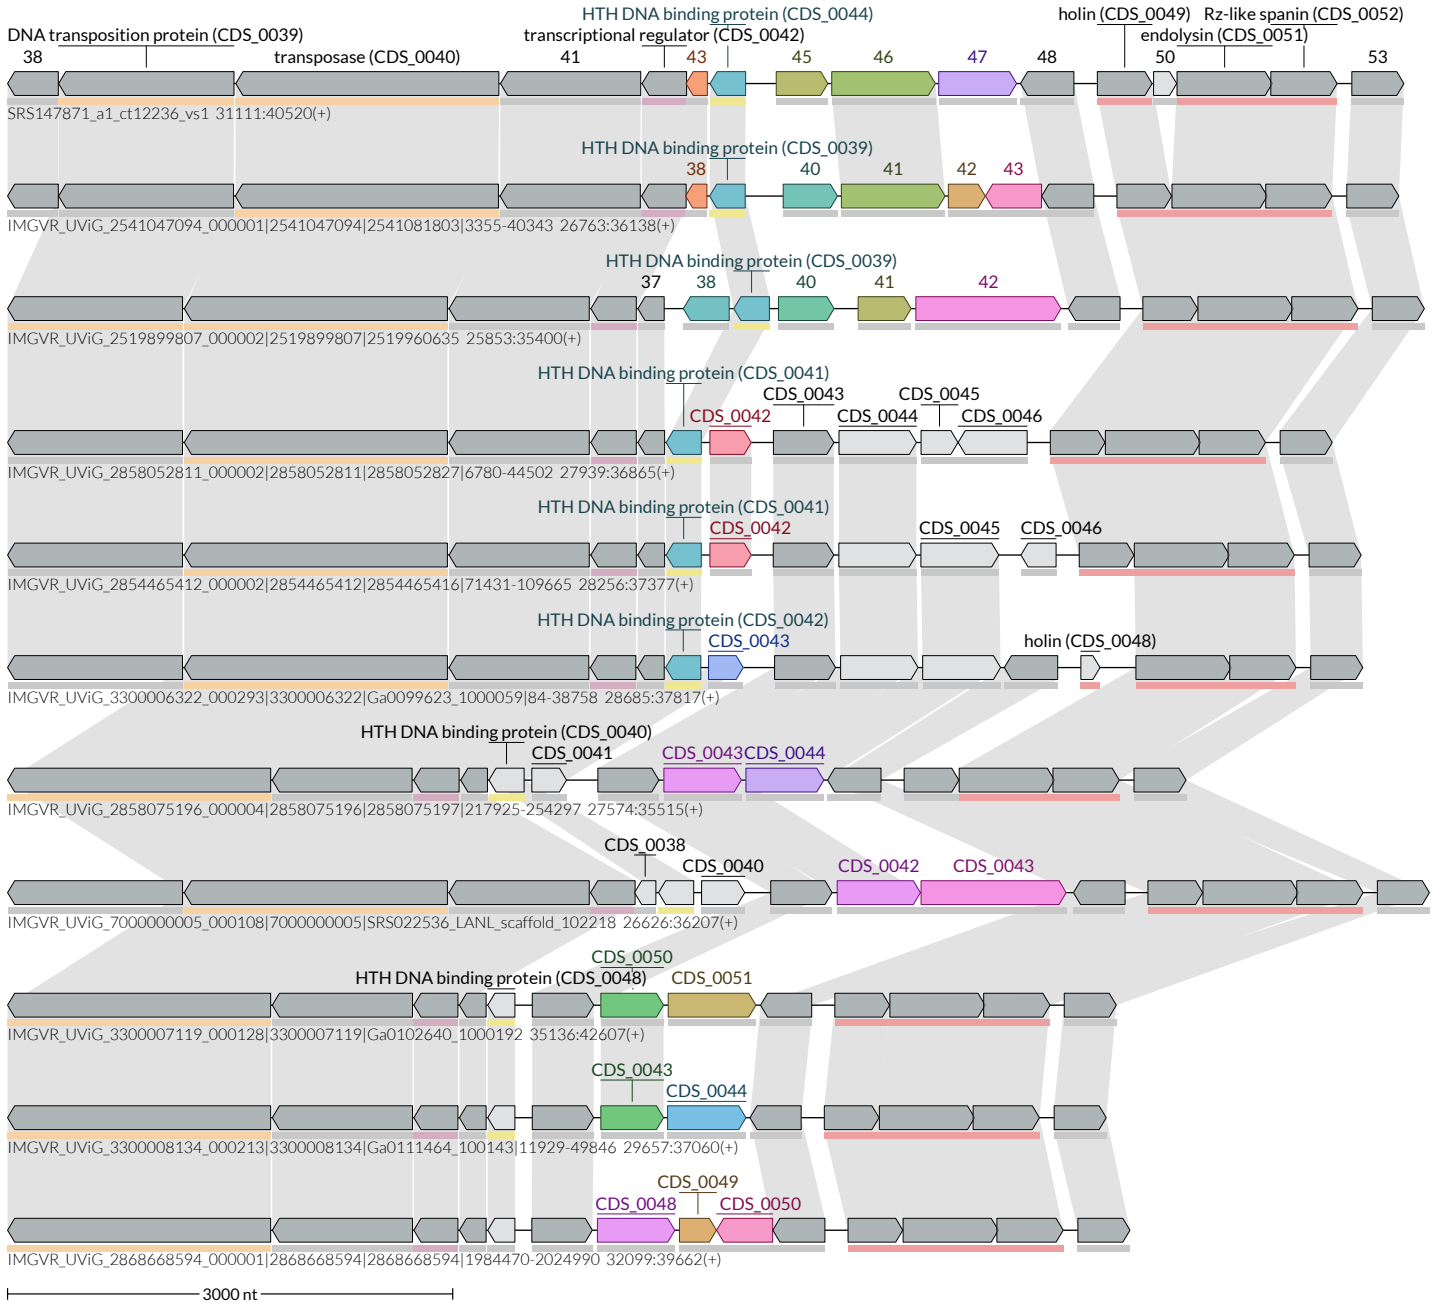 HTH DNA binding protein (CDS_0044) holin (CDS_0049) Rz-like spanin (CDS_0052)
DNA transposition protein (CDS_0039) transcriptional regulator (CDS_0042) endolysin (CDS_0051)
38 transposase (CDS_0040) 41 43 45 46 47 48 50 53
SRS147871_a1_ct12236_vs1 31111:40520(+)
HTH DNA binding protein (CDS_0039)
38 40 41 42 43
IMGVR_UViG_2541047094_000001|2541047094|2541081803|3355-40343 26763:36138(+)
HTH DNA binding protein (CDS_0039)
37 38 40 41 42
IMGVR_UViG_2519899807_000002|2519899807|2519960635 25853:35400(+)
HTH DNA binding protein (CDS_0041)
CDS_0043 CDS_0045
CDS_0042 CDS_0044 CDS_0046
IMGVR_UViG_2858052811_000002|2858052811|2858052827|6780-44502 27939:36865(+)
HTH DNA binding protein (CDS_0041)
CDS_0042 CDS_0045 CDS_0046
IMGVR_UViG_2854465412_000002|2854465412|2854465416|71431-109665 28256:37377(+)
HTH DNA binding protein (CDS_0042)
CDS_0043 holin (CDS_0048)
IMGVR_UViG_3300006322_000293|3300006322|Ga0099623_1000059|84-38758 28685:37817(+)
HTH DNA binding protein (CDS_0040)
CDS_0041 CDS_0043 CDS_0044
IMGVR_UViG_2858075196_000004|2858075196|2858075197|217925-254297 27574:35515(+)
CDS_0038
CDS_0040 CDS_0042 CDS_0043
IMGVR_UViG_7000000005_000108|7000000005|SRS022536_LANL_scaffold_102218 26626:36207(+)
CDS_0050
HTH DNA binding protein (CDS_0048) CDS_0051
IMGVR_UViG_3300007119_000128|3300007119|Ga0102640_1000192 35136:42607(+)
CDS_0043
CDS_0044
IMGVR_UViG_3300008134_000213|3300008134|Ga0111464_100143|11929-49846 29657:37060(+)
CDS_0049
CDS_0048 CDS_0050
IMGVR_UViG_2868668594_000001|2868668594|2868668594|1984470-2024990 32099:39662(+)
3000 nt